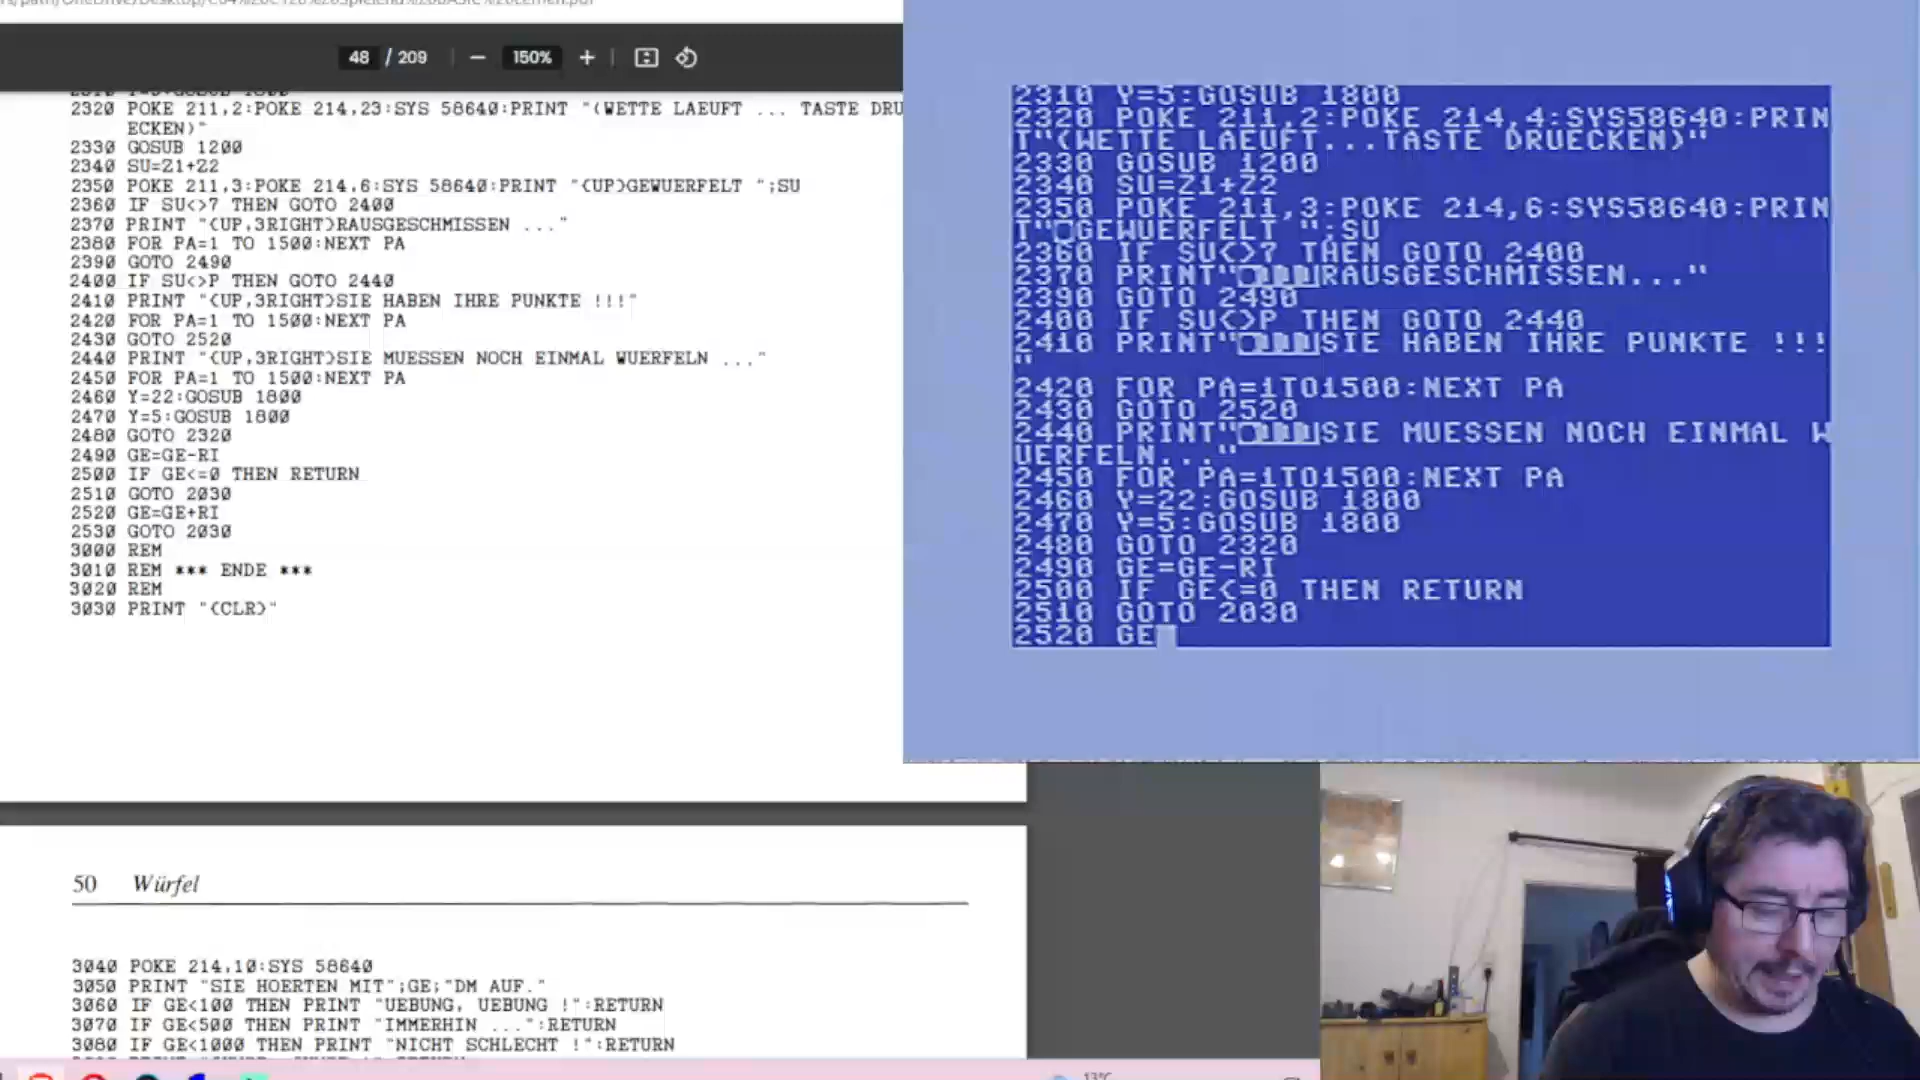 48 / 209
150%
2320 POKE 211,2:POKE 214,23:SYS 58640:PRINT "(WETTE LAEUFT ... TASTE DRU
ECKEN)"
2330 GOSUB 1200
2340 SU=Z1+Z2
2350 POKE 211,3:POKE 214,6:SYS 58640:PRINT "(UP)GEWUERFELT ";SU
2360 IF SU<>7 THEN GOTO 2400
2370 PRINT "(UP,3RIGHT)RAUSGESCHMISSEN ..."
2380 FOR PA=1 TO 1500:NEXT PA
2390 GOTO 2490
2400 IF SU<>P THEN GOTO 2440
2410 PRINT "(UP,3RIGHT)SIE HABEN IHRE PUNKTE !!!"
2420 FOR PA=1 TO 1500:NEXT PA
2430 GOTO 2520
2440 PRINT "(UP,3RIGHT)SIE MUESSEN NOCH EINMAL WUERFELN ..."
2450 FOR PA=1 TO 1500:NEXT PA
2460 Y=22:GOSUB 1800
2470 Y=5:GOSUB 1800
2480 GOTO 2320
2490 GE=GE-RI
2500 IF GE<=0 THEN RETURN
2510 GOTO 2030
2520 GE=GE+RI
2530 GOTO 2030
3000 REM
3010 REM *** ENDE ***
3020 REM
3030 PRINT "(CLR)"
50 Würfel
3040 POKE 214,10:SYS 58640
3050 PRINT "SIE HOERTEN MIT";GE;"DM AUF."
3060 IF GE<100 THEN PRINT "UEBUNG, UEBUNG !":RETURN
3070 IF GE<500 THEN PRINT "IMMERHIN ...":RETURN
3080 IF GE<1000 THEN PRINT "NICHT SCHLECHT !":RETURN
2310 Y=5:GOSUB 1800
2320 POKE 211,2:POKE 214,4:SYS58640:PRIN
T"(WETTE LAEUFT...TASTE DRUECKEN)"
2330 GOSUB 1200
2340 SU=Z1+Z2
2350 POKE 211,3:POKE 214,6:SYS58640:PRIN
T"GEWUERFELT ";SU
2360 IF SU<>7 THEN GOTO 2400
2370 PRINT"RAUSGESCHMISSEN..."
2390 GOTO 2490
2400 IF SU<>P THEN GOTO 2440
2410 PRINT"SIE HABEN IHRE PUNKTE !!!
"
2420 FOR PA=1TO1500:NEXT PA
2430 GOTO 2520
2440 PRINT"SIE MUESSEN NOCH EINMAL W
UERFELN..."
2450 FOR PA=1TO1500:NEXT PA
2460 Y=22:GOSUB 1800
2470 Y=5:GOSUB 1800
2480 GOTO 2320
2490 GE=GE-RI
2500 IF GE<=0 THEN RETURN
2510 GOTO 2030
2520 GE
13°C